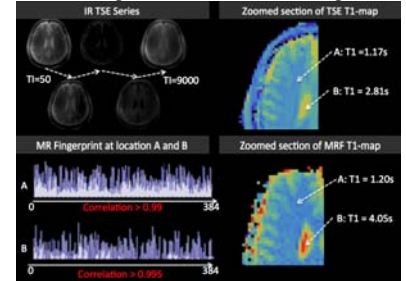 IR TSE Series
Zoomed section of TSE T1-map
TI=50
TI=9000
A: T1 =1.17s
B: T1 = 2.81s
MR Fingerprint at location A and B
Zoomed section of MRF T1-map
A
0
384
Correlation > 0.99
B
0
384
Correlation > 0.995
A: T1 = 1.20s
B: T1 = 4.05s